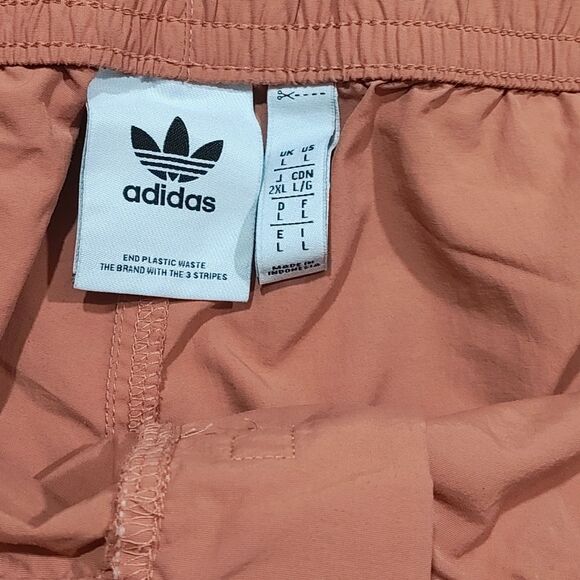 adidas
END PLASTIC WASTE
THE BRAND WITH THE 3 STRIPES
UK US
L L
J CDN
2XL L/G
D F
L L
E I
L L
MADE IN
INDONESIA